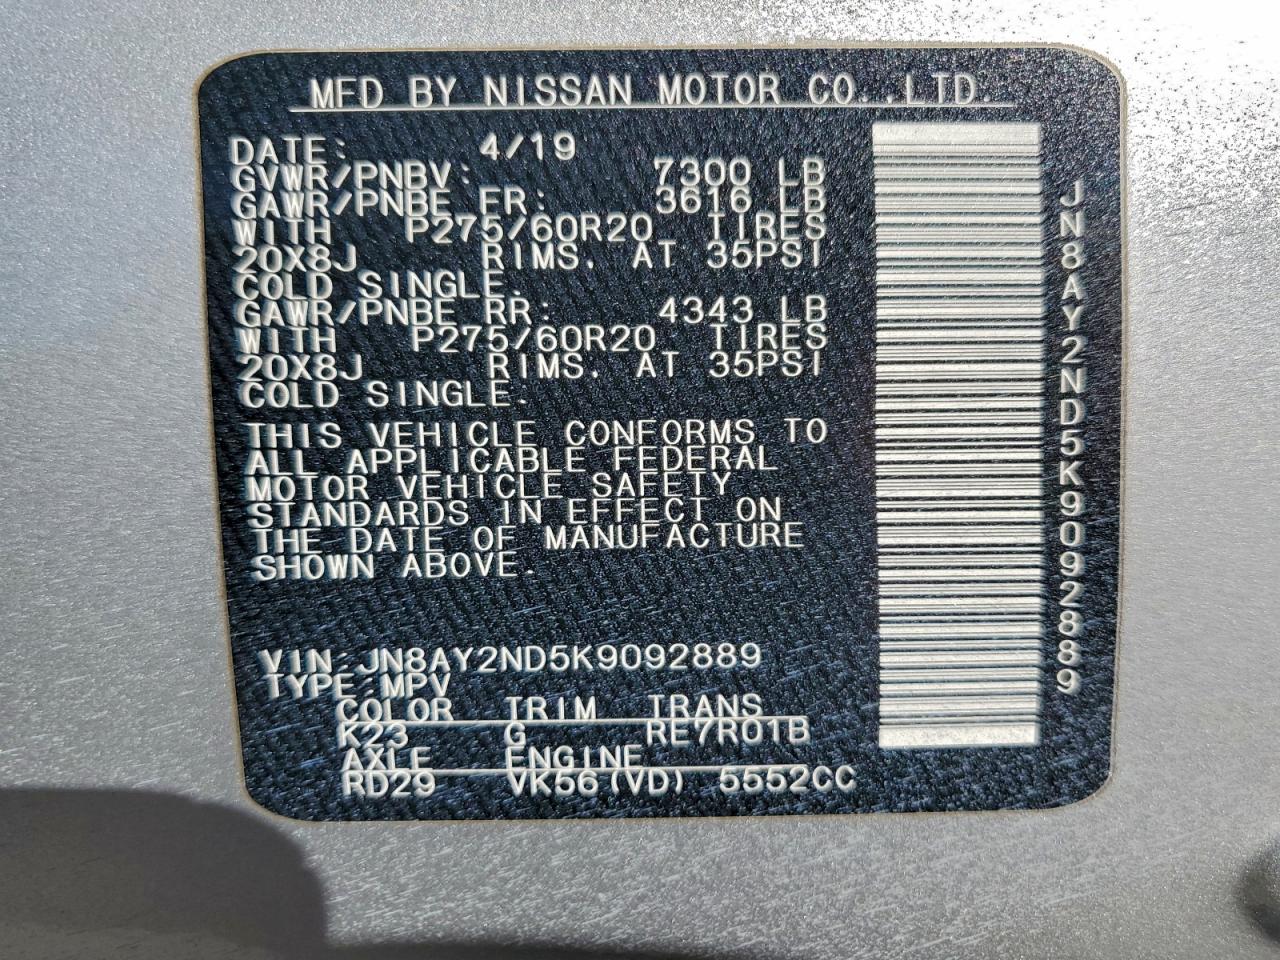 MFD BY NISSAN MOTOR CO.,LTD.
DATE: 4/19
GVWR/PNBV: 7300 LB
GAWR/PNBE FR: 3616 LB
WITH P275/60R20 TIRES
20X8J RIMS. AT 35PSI
COLD SINGLE.
GAWR/PNBE RR: 4343 LB
WITH P275/60R20 TIRES
20X8J RIMS. AT 35PSI
COLD SINGLE.
THIS VEHICLE CONFORMS TO
ALL APPLICABLE FEDERAL
MOTOR VEHICLE SAFETY
STANDARDS IN EFFECT ON
THE DATE OF MANUFACTURE
SHOWN ABOVE.
VIN:JN8AY2ND5K9092889
TYPE:MPV
COLOR TRIM TRANS
K23 G RE7R01B
AXLE ENGINE
RD29 VK56(VD) 5552CC
JN8AY2ND5K9092889